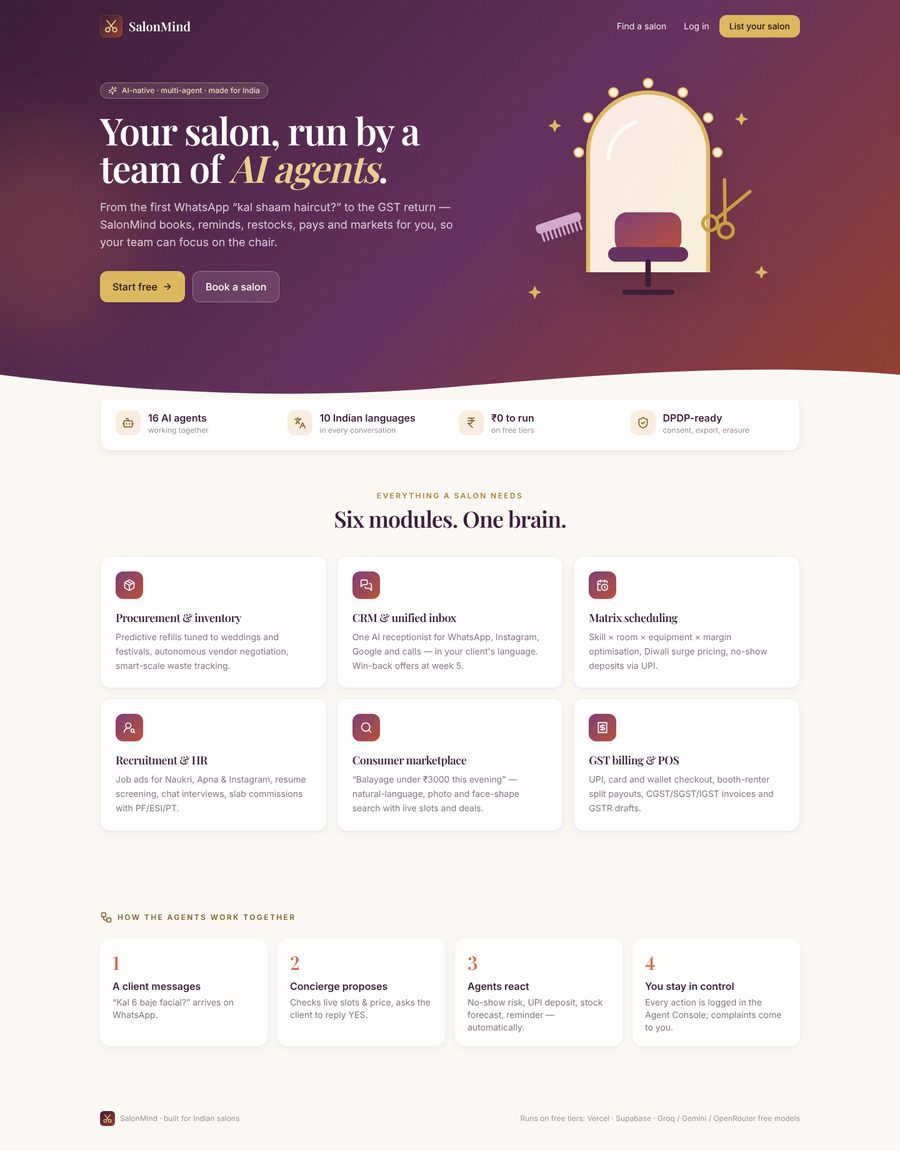 SalonMind
Find a salon
Log in
List your salon
AI-native · multi-agent · made for India
Your salon, run by a
team of AI agents.
From the first WhatsApp “kal shaam haircut?” to the GST return —
SalonMind books, reminds, restocks, pays and markets for you, so
your team can focus on the chair.
Start free →
Book a salon
16 AI agents
working together
10 Indian languages
in every conversation
₹0 to run
on free tiers
DPDP-ready
consent, export, erasure
EVERYTHING A SALON NEEDS
Six modules. One brain.
Procurement & inventory
Predictive refills tuned to weddings and
festivals, autonomous vendor negotiation,
smart-scale waste tracking.
CRM & unified inbox
One AI receptionist for WhatsApp, Instagram,
Google and calls — in your client's language.
Win-back offers at week 5.
Matrix scheduling
Skill × room × equipment × margin
optimisation, Diwali surge pricing, no-show
deposits via UPI.
Recruitment & HR
Job ads for Naukri, Apna & Instagram, resume
screening, chat interviews, slab commissions
with PF/ESI/PT.
Consumer marketplace
“Balayage under ₹3000 this evening” —
natural-language, photo and face-shape
search with live slots and deals.
GST billing & POS
UPI, card and wallet checkout, booth-renter
split payouts, CGST/SGST/IGST invoices and
GSTR drafts.
HOW THE AGENTS WORK TOGETHER
1
A client messages
“Kal 6 baje facial?” arrives on
WhatsApp.
2
Concierge proposes
Checks live slots & price, asks the
client to reply YES.
3
Agents react
No-show risk, UPI deposit, stock
forecast, reminder —
automatically.
4
You stay in control
Every action is logged in the
Agent Console; complaints come
to you.
SalonMind · built for Indian salons
Runs on free tiers: Vercel · Supabase · Groq / Gemini / OpenRouter free models